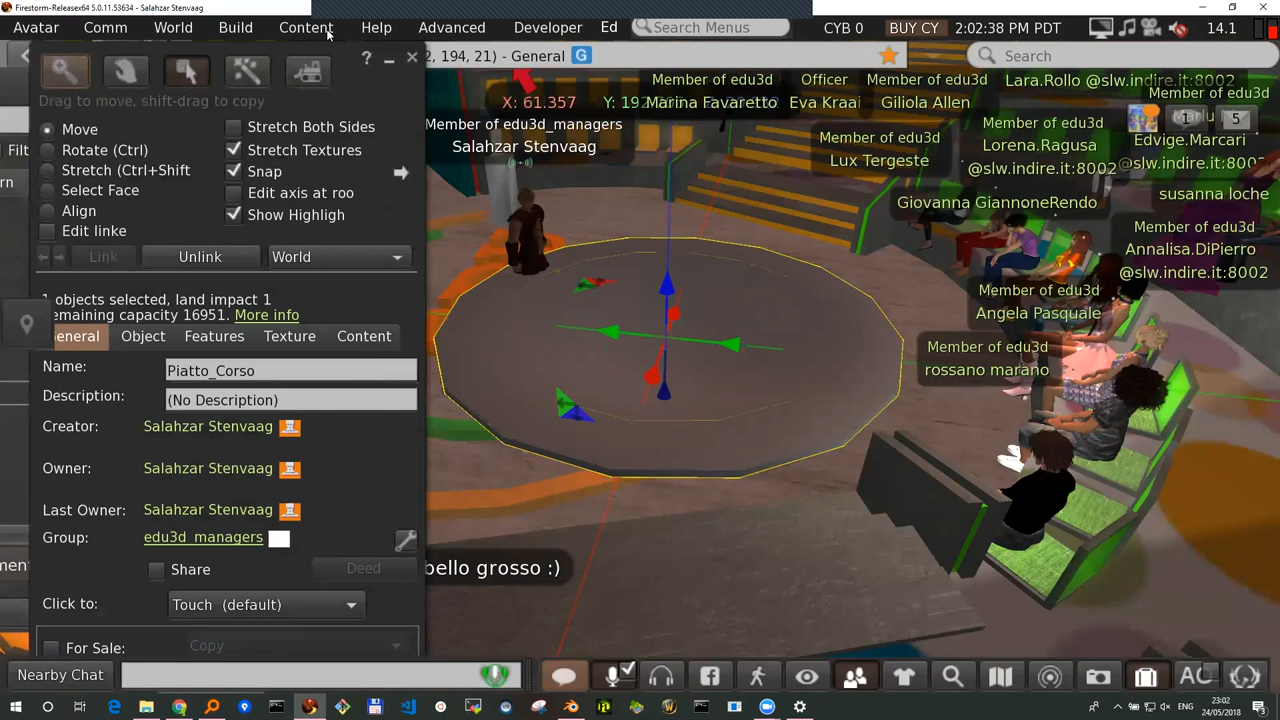 Firestorm-Releasex64 5.0.11.53634 - Salahzar Stenvaag
Avatar Comm World Build Content Help Advanced Developer Ed Search Menus CYB 0 BUY CY 2:02:38 PM PDT 14.1
2, 194, 21) - General G Search
Drag to move, shift-drag to copy
Move
Rotate (Ctrl)
Stretch (Ctrl+Shift
Select Face
Align
Edit linke
Stretch Both Sides
Stretch Textures
Snap
Edit axis at roo
Show Highligh
Link Unlink World
objects selected, land impact 1
emaining capacity 16951. More info
eneral Object Features Texture Content
Name: Piatto_Corso
Description: (No Description)
Creator: Salahzar Stenvaag
Owner: Salahzar Stenvaag
Last Owner: Salahzar Stenvaag
Group: edu3d_managers
Share Deed
Click to: Touch (default)
For Sale: Copy
Nearby Chat
X: 61.357
Member of edu3d_managers
Salahzar Stenvaag
Member of edu3d
Marina Favaretto
Officer
Eva Kraai
Member of edu3d
Giliola Allen
Lara.Rollo @slw.indire.it:8002
Member of edu3d
1 5
Edvige.Marcari
Member of edu3d
Lux Tergeste
Member of edu3d
Lorena.Ragusa
@slw.indire.it:8002
susanna loche
Giovanna GiannoneRendo
Member of edu3d
Annalisa.DiPierro
@slw.indire.it:8002
Member of edu3d
Angela Pasquale
Member of edu3d
rossano marano
bello grosso :)
AC
23:02
24/05/2018